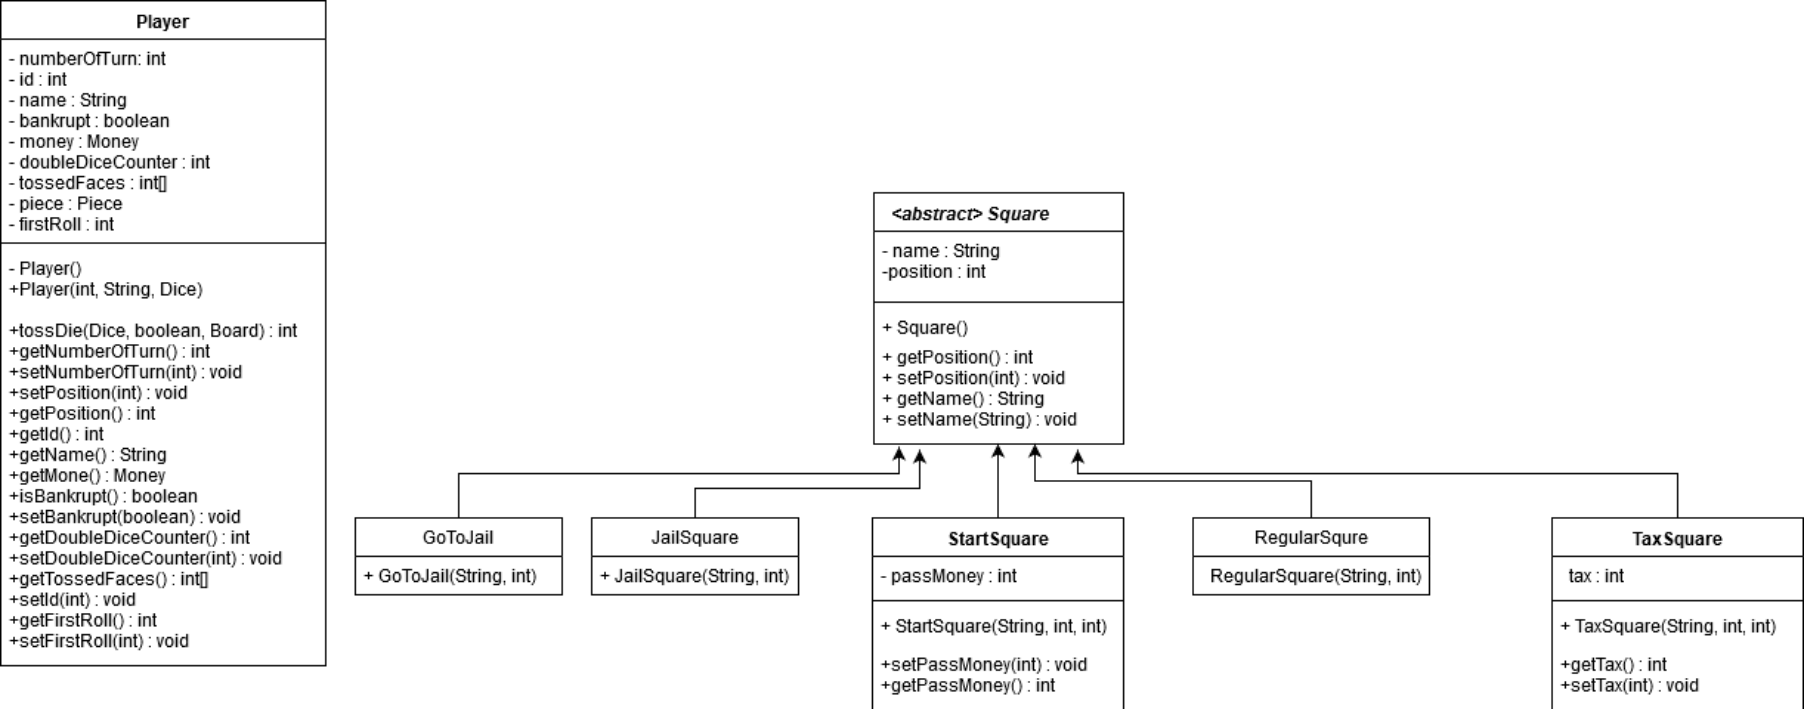 Player
- numberOfTurn: int
- id : int
- name : String
- bankrupt : boolean
- money : Money
- doubleDiceCounter : int
- tossedFaces : int[]
- piece : Piece
- firstRoll : int
- Player()
+Player(int, String, Dice)
+tossDie(Dice, boolean, Board) : int
+getNumberOfTurn() : int
+setNumberOfTurn(int) : void
+setPosition(int) : void
+getPosition() : int
+getId() : int
+getName() : String
+getMone() : Money
+isBankrupt() : boolean
+setBankrupt(boolean) : void
+getDoubleDiceCounter() : int
+setDoubleDiceCounter(int) : void
+getTossedFaces() : int[]
+setId(int) : void
+getFirstRoll() : int
+setFirstRoll(int) : void
<abstract> Square
- name : String
-position : int
+ Square()
+ getPosition() : int
+ setPosition(int) : void
+ getName() : String
+ setName(String) : void
GoToJail
+ GoToJail(String, int)
JailSquare
+ JailSquare(String, int)
StartSquare
- passMoney : int
+ StartSquare(String, int, int)
+setPassMoney(int) : void
+getPassMoney() : int
RegularSqure
RegularSquare(String, int)
TaxSquare
tax : int
+ TaxSquare(String, int, int)
+getTax() : int
+setTax(int) : void